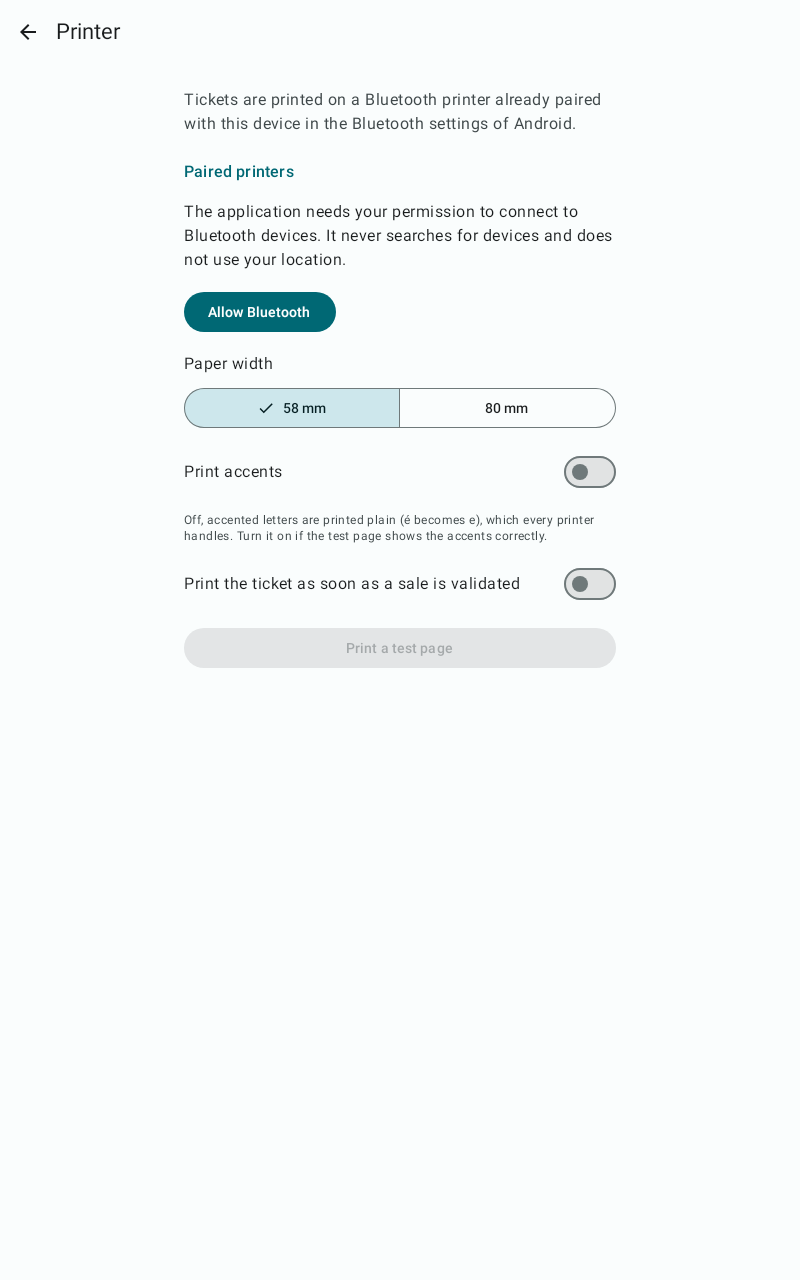 Printer
Tickets are printed on a Bluetooth printer already paired
with this device in the Bluetooth settings of Android.
Paired printers
The application needs your permission to connect to
Bluetooth devices. It never searches for devices and does
not use your location.
Allow Bluetooth
Paper width
58 mm
80 mm
Print accents
Off, accented letters are printed plain (é becomes e), which every printer
handles. Turn it on if the test page shows the accents correctly.
Print the ticket as soon as a sale is validated
Print a test page